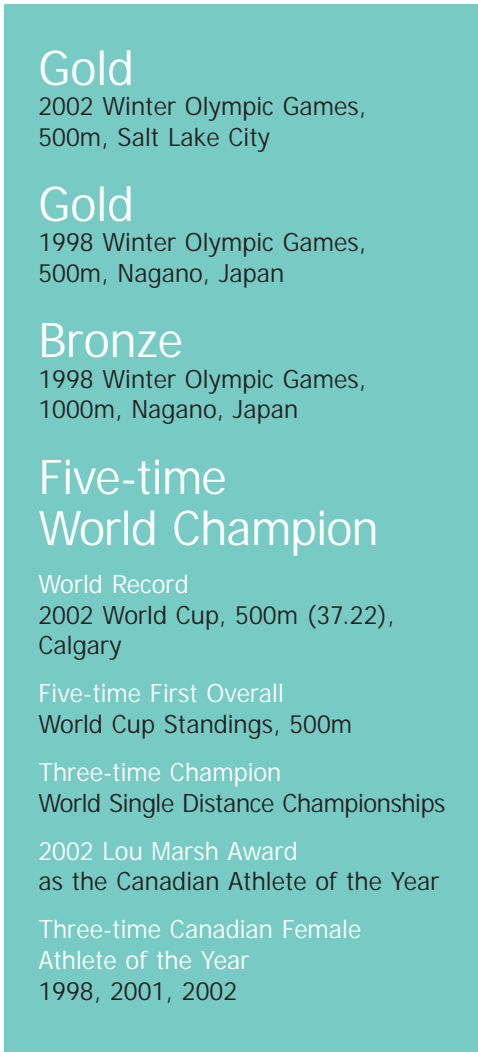 Gold
2002 Winter Olympic Games,
500m, Salt Lake City
Gold
1998 Winter Olympic Games,
500m, Nagano, Japan
Bronze
1998 Winter Olympic Games,
1000m, Nagano, Japan
Five-time
World Champion
World Record
2002 World Cup, 500m (37.22),
Calgary
Five-time First Overall
World Cup Standings, 500m
Three-time Champion
World Single Distance Championships
2002 Lou Marsh Award
as the Canadian Athlete of the Year
Three-time Canadian Female
Athlete of the Year
1998, 2001, 2002